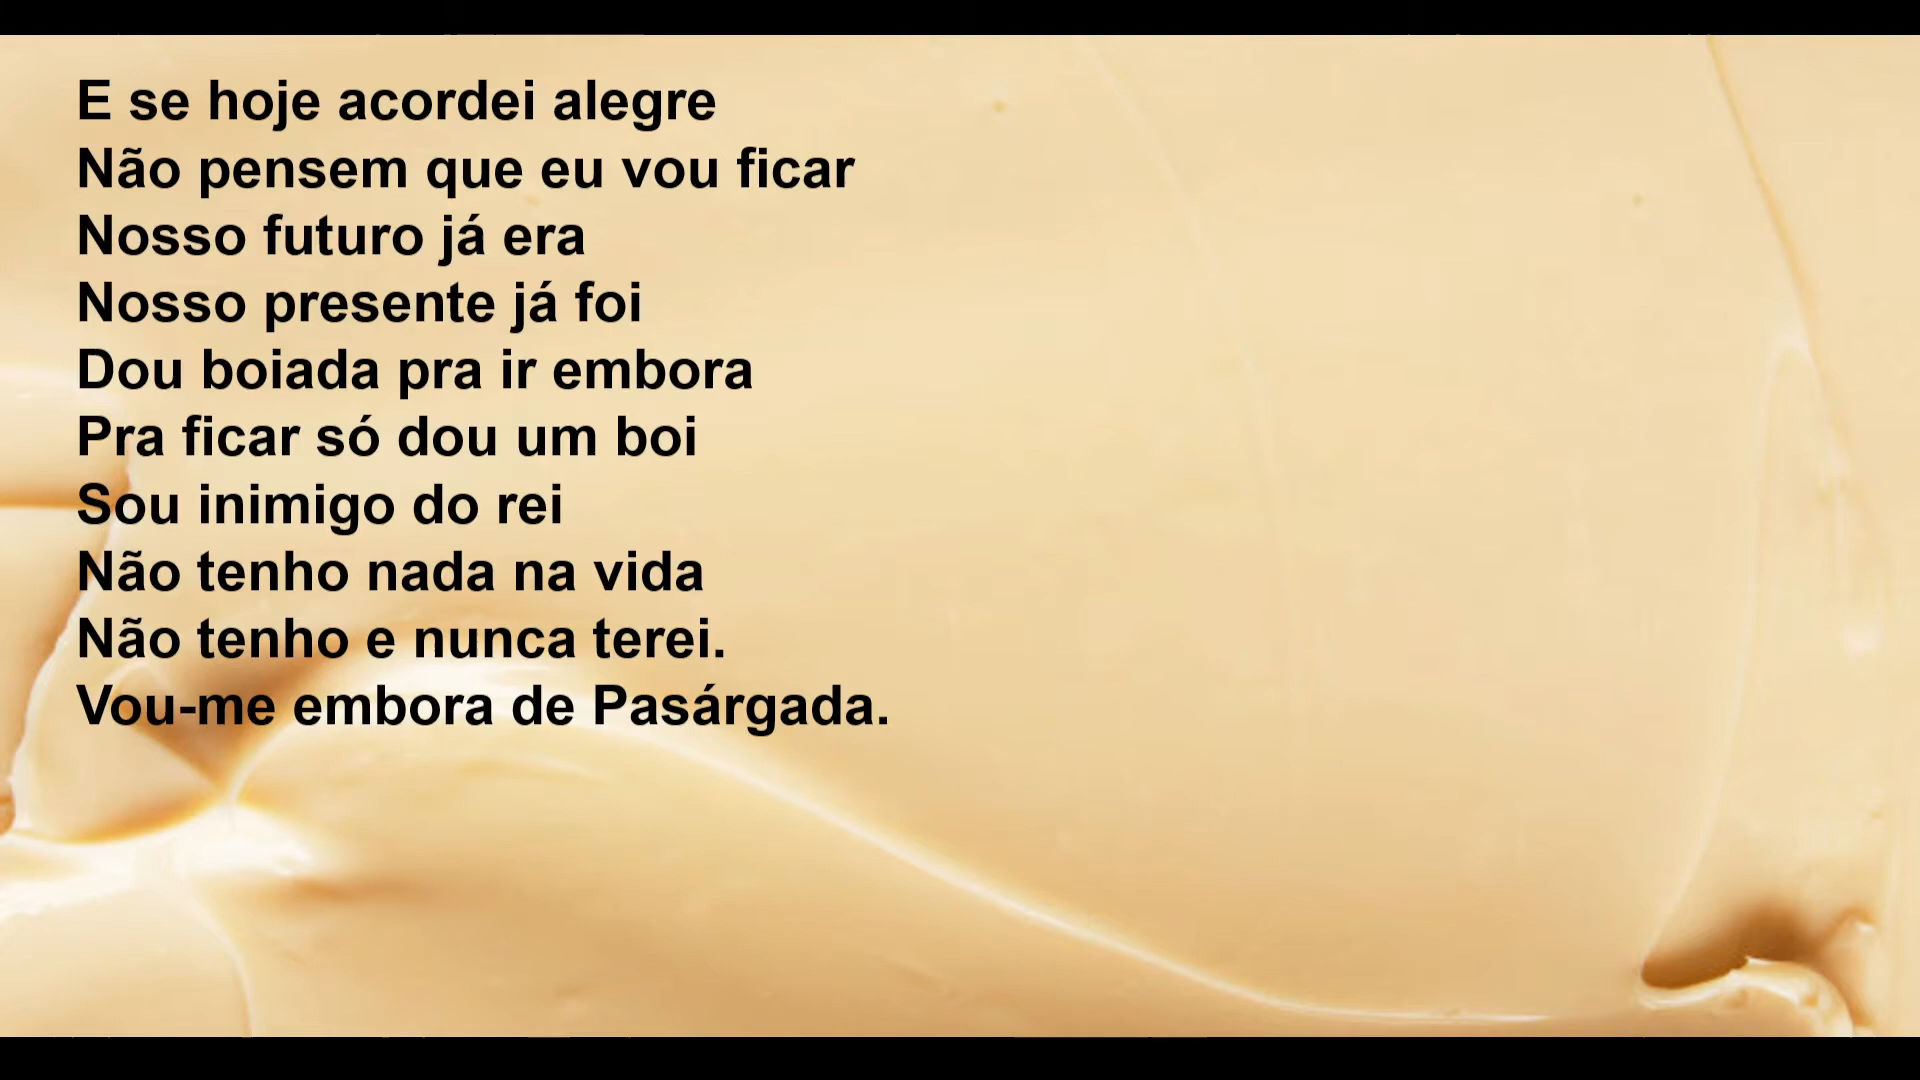 E se hoje acordei alegre
Não pensem que eu vou ficar
Nosso futuro já era
Nosso presente já foi
Dou boiada pra ir embora
Pra ficar só dou um boi
Sou inimigo do rei
Não tenho nada na vida
Não tenho e nunca terei.
Vou-me embora de Pasárgada.